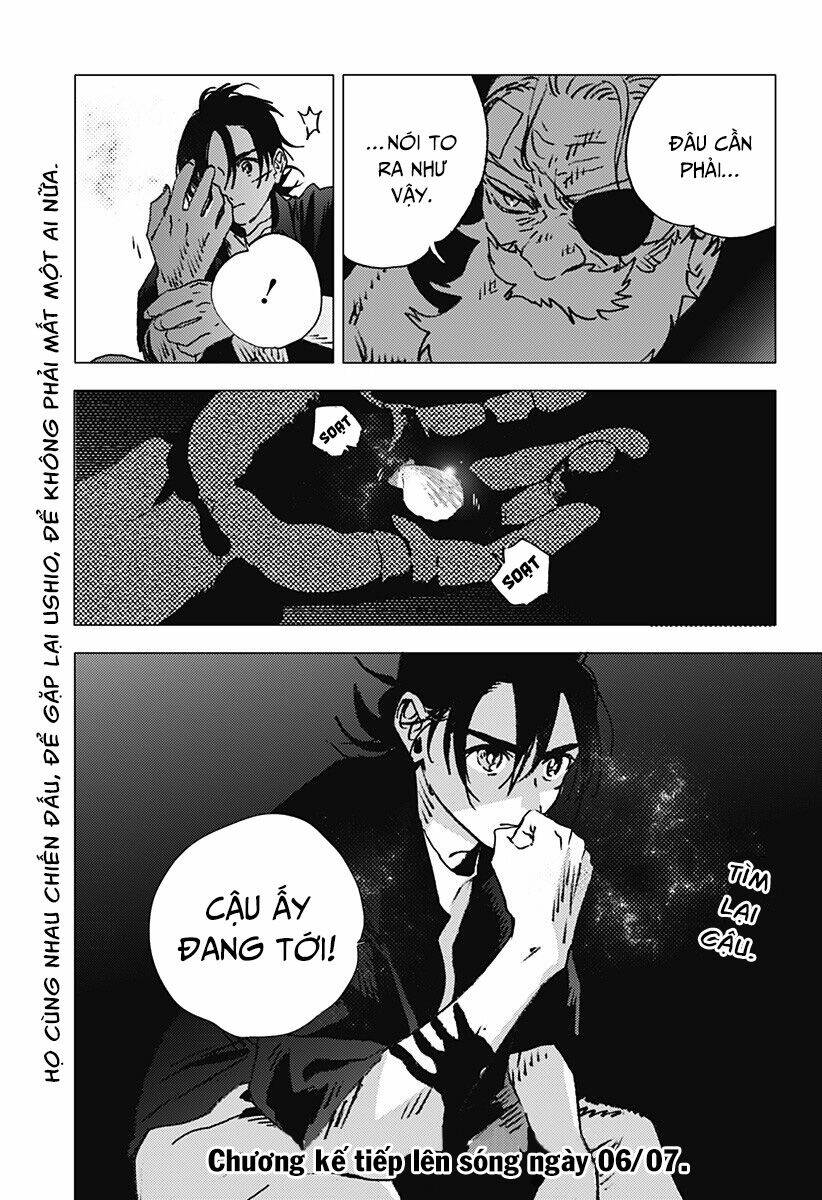 ĐÂU CẦN
PHẢI...
...NÓI TO
RA NHƯ
VẬY.
!
SOẠT
SOẠT
CẬU ẤY
ĐANG TỚI!
TÌM
LẠI
CẬU.
HỌ CÙNG NHAU CHIẾN ĐẤU, ĐỂ GẶP LẠI USHIO, ĐỂ KHÔNG PHẢI MẤT MỘT AI NỮA.
Chương kế tiếp lên sóng ngày 06/07.